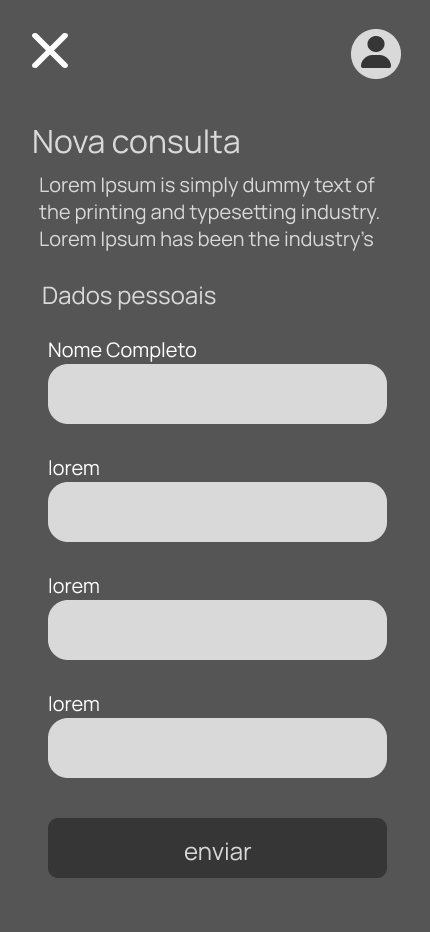 Nova consulta
Lorem Ipsum is simply dummy text of
the printing and typesetting industry.
Lorem Ipsum has been the industry's
Dados pessoais
Nome Completo
lorem
lorem
lorem
enviar